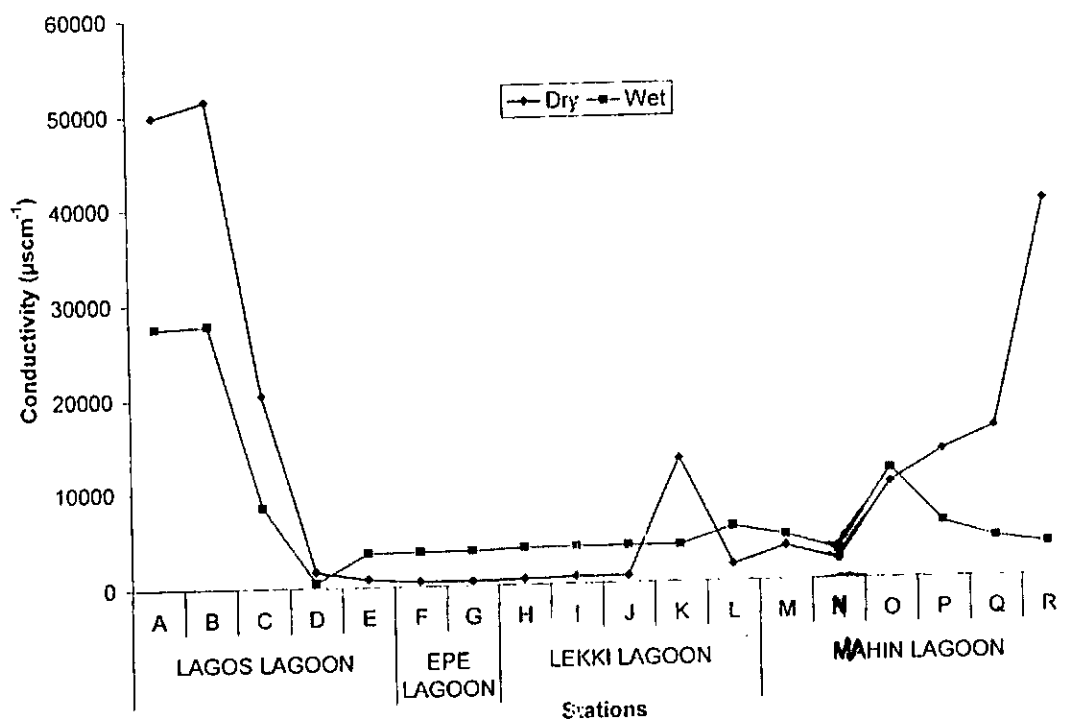 60000
50000
40000
30000
20000
10000
0
Conductivity (µscm-1)
Dry Wet
A B C D E F G H I J K L M N O P Q R
LAGOS LAGOON
EPE LAGOON
LEKKI LAGOON
MAHIN LAGOON
Stations